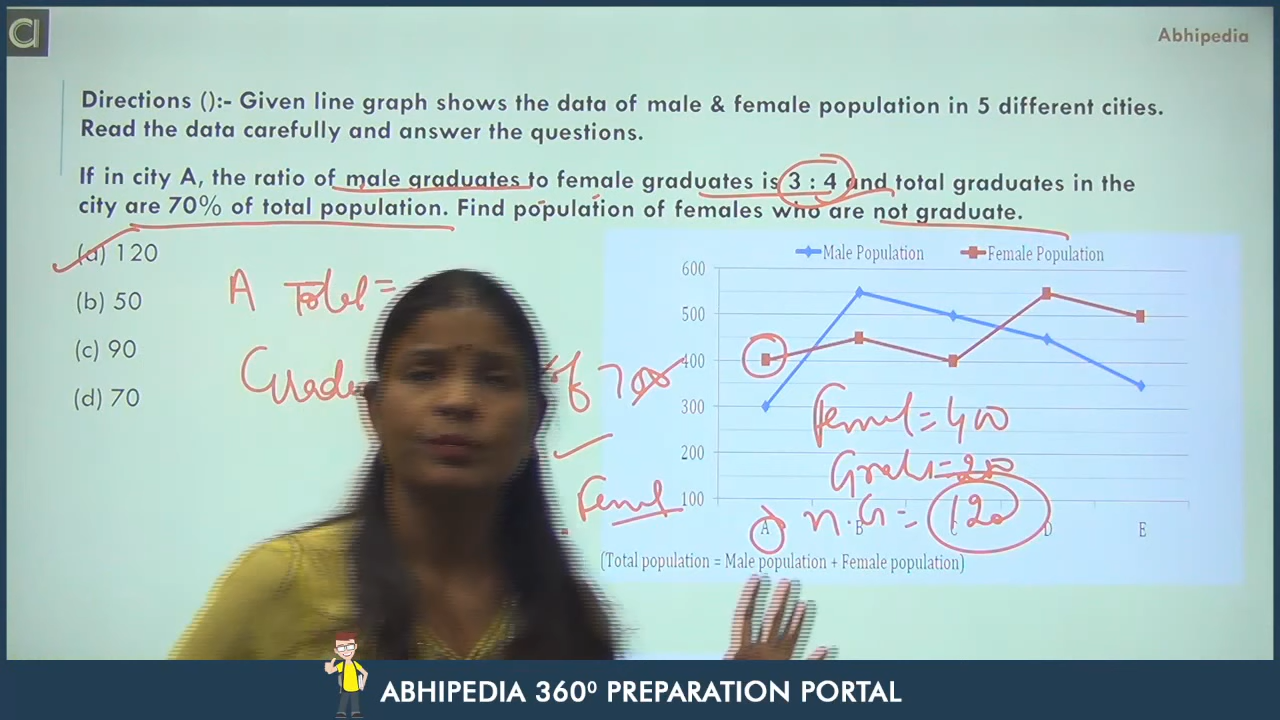 a
Abhipedia
Directions ():- Given line graph shows the data of male & female population in 5 different cities.
Read the data carefully and answer the questions.
If in city A, the ratio of male graduates to female graduates is 3 : 4 and total graduates in the
city are 70% of total population. Find population of females who are not graduate.
(a) 120
(b) 50
(c) 90
(d) 70
A Total =
of 700
Male Population
Female Population
600
500
400
300
200
100
A B C D E
Female = 400
n.G = 120
(Total population = Male population + Female population)
ABHIPEDIA 360⁰ PREPARATION PORTAL